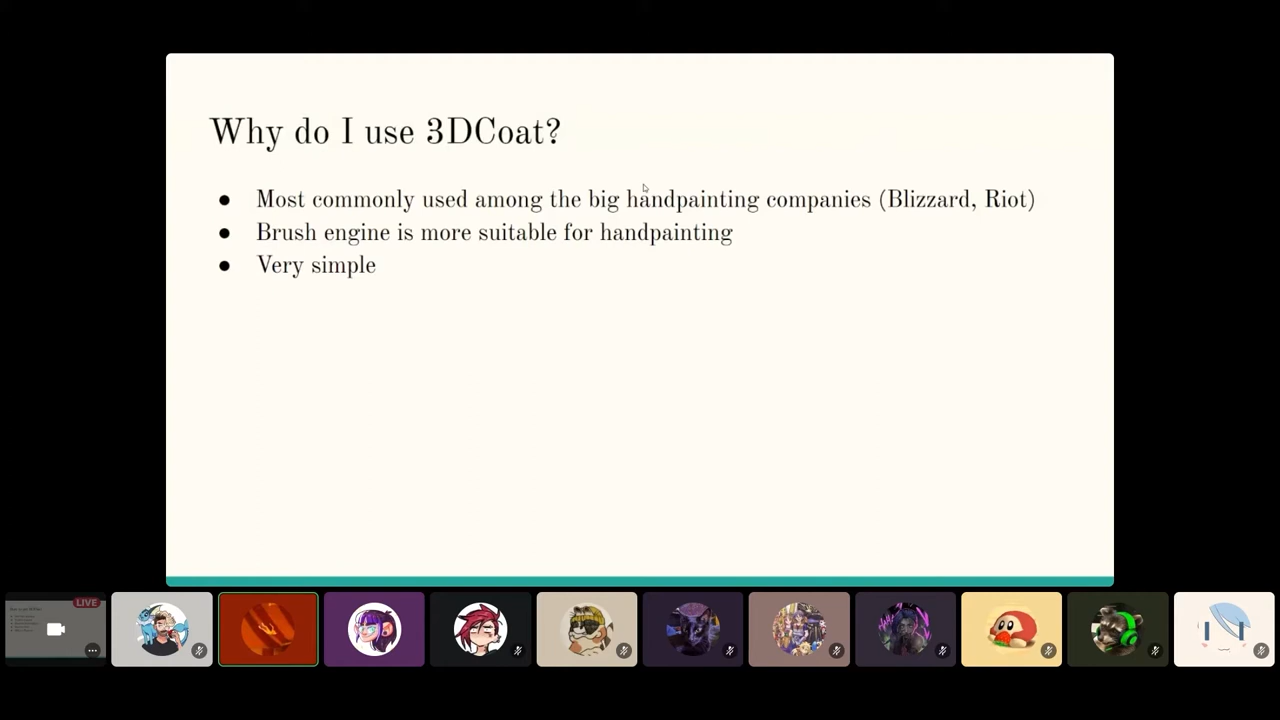 Why do I use 3DCoat?
● Most commonly used among the big handpainting companies (Blizzard, Riot)
● Brush engine is more suitable for handpainting
● Very simple
LIVE